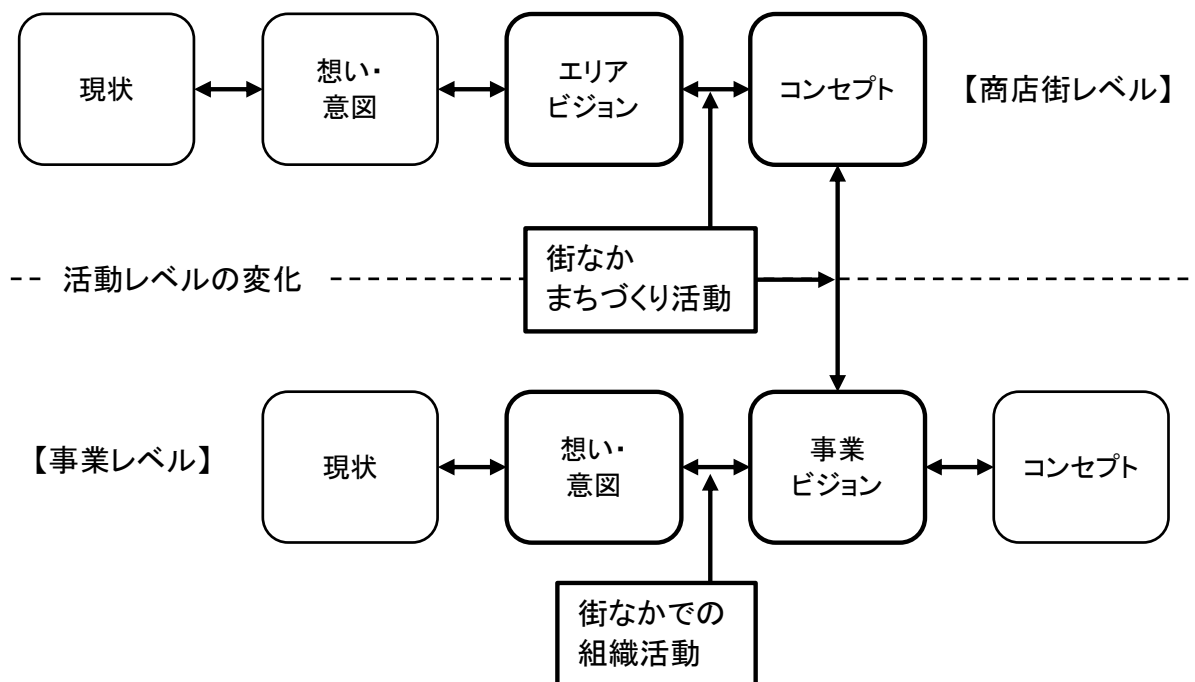 現状
想い・
意図
エリア
ビジョン
コンセプト
【商店街レベル】
活動レベルの変化
街なか
まちづくり活動
【事業レベル】
現状
想い・
意図
事業
ビジョン
コンセプト
街なかでの
組織活動